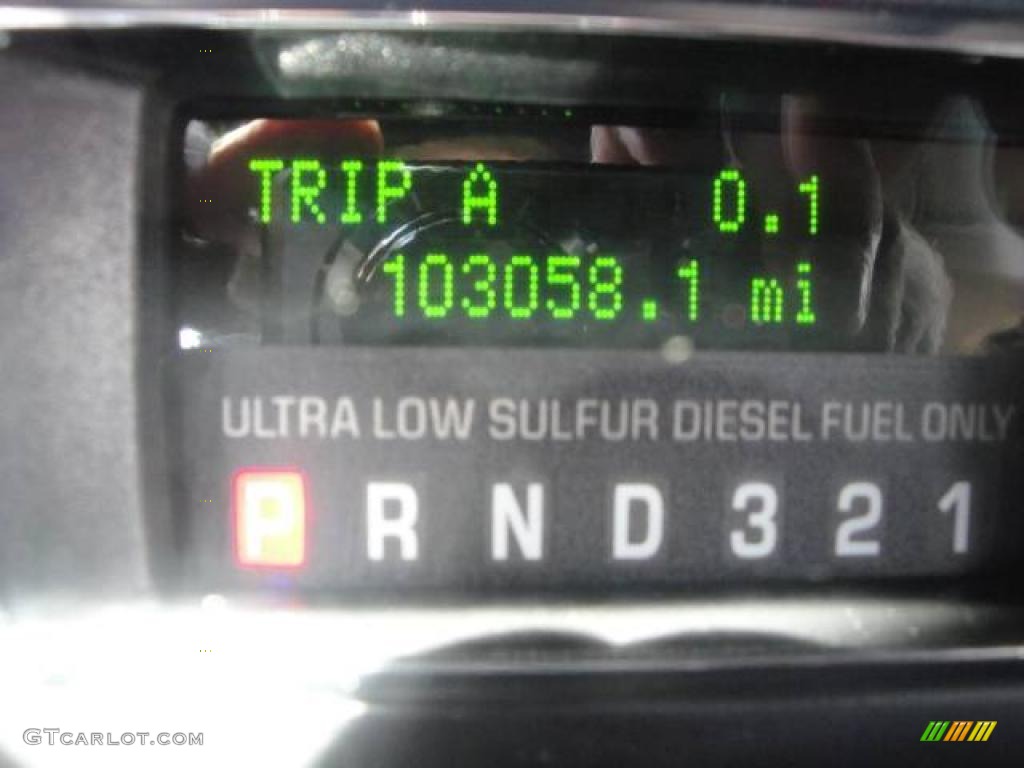 TRIP A 0.1
103058.1 mi
ULTRA LOW SULFUR DIESEL FUEL ONLY
P R N D 3 2 1
GTCARLOT.COM